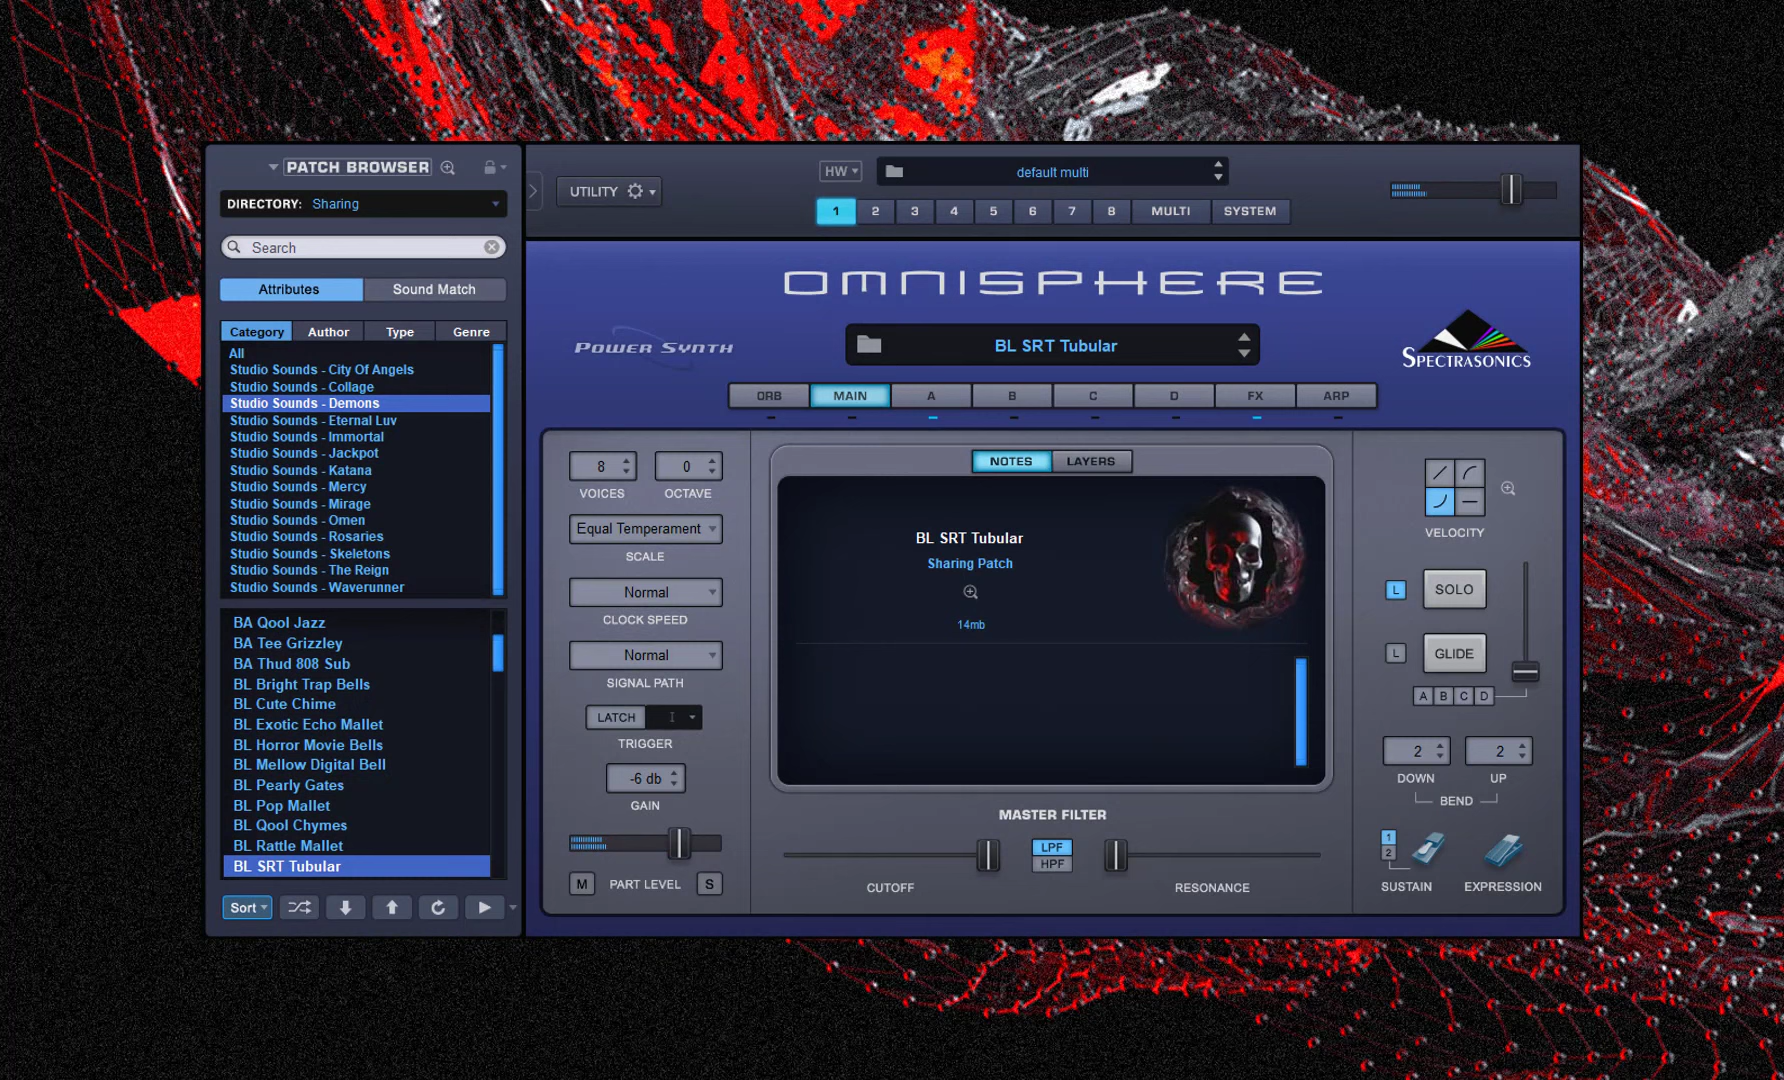 PATCH BROWSER
DIRECTORY: Sharing
Search
Attributes Sound Match
Category Author Type Genre
All
Studio Sounds - City Of Angels
Studio Sounds - Collage
Studio Sounds - Demons
Studio Sounds - Eternal Luv
Studio Sounds - Immortal
Studio Sounds - Jackpot
Studio Sounds - Katana
Studio Sounds - Mercy
Studio Sounds - Mirage
Studio Sounds - Omen
Studio Sounds - Rosaries
Studio Sounds - Skeletons
Studio Sounds - The Reign
Studio Sounds - Waverunner
BA Qool Jazz
BA Tee Grizzley
BA Thud 808 Sub
BL Bright Trap Bells
BL Cute Chime
BL Exotic Echo Mallet
BL Horror Movie Bells
BL Mellow Digital Bell
BL Pearly Gates
BL Pop Mallet
BL Qool Chymes
BL Rattle Mallet
BL SRT Tubular
Sort
UTILITY
HW
default multi
1 2 3 4 5 6 7 8 MULTI SYSTEM
OMNISPHERE
POWER SYNTH
BL SRT Tubular
SPECTRASONICS
ORB MAIN A B C D FX ARP
8 0
VOICES OCTAVE
Equal Temperament
SCALE
Normal
CLOCK SPEED
Normal
SIGNAL PATH
LATCH
TRIGGER
-6 db
GAIN
M PART LEVEL S
NOTES LAYERS
BL SRT Tubular
Sharing Patch
14mb
MASTER FILTER
LPF
HPF
CUTOFF RESONANCE
VELOCITY
L SOLO
L GLIDE
A B C D
2 2
DOWN UP
BEND
1
2
SUSTAIN EXPRESSION